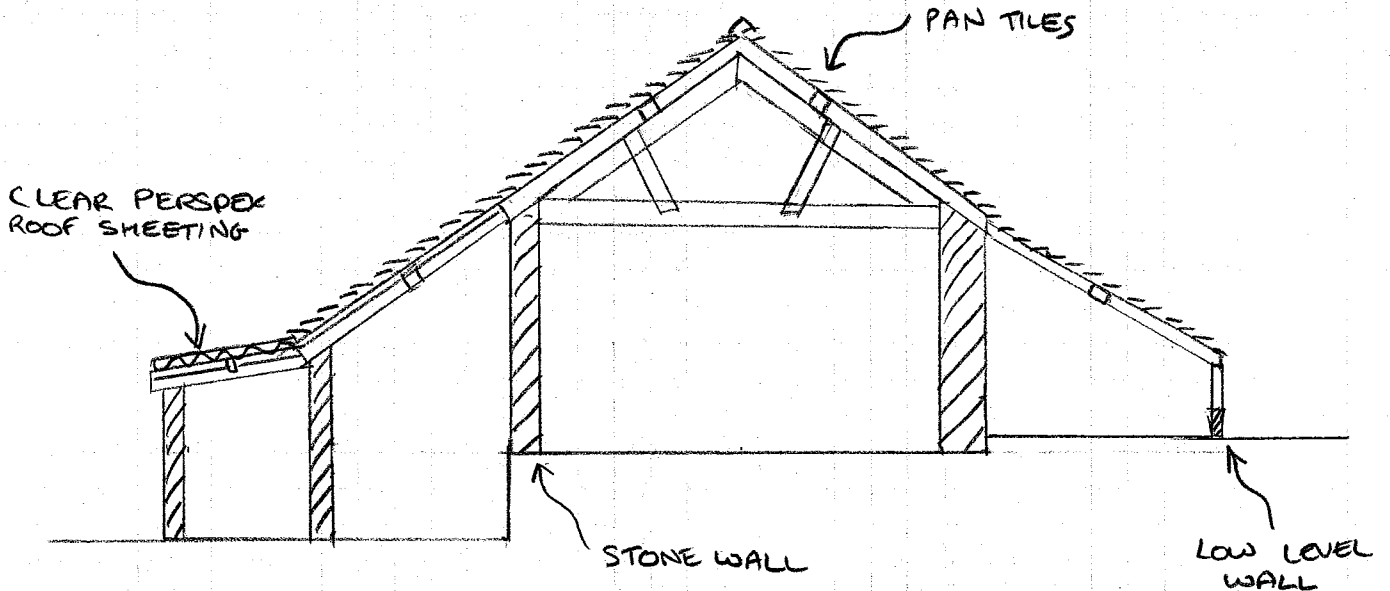 PAN TILES
CLEAR PERSPEX
ROOF SHEETING
STONE WALL
LOW LEVEL
WALL